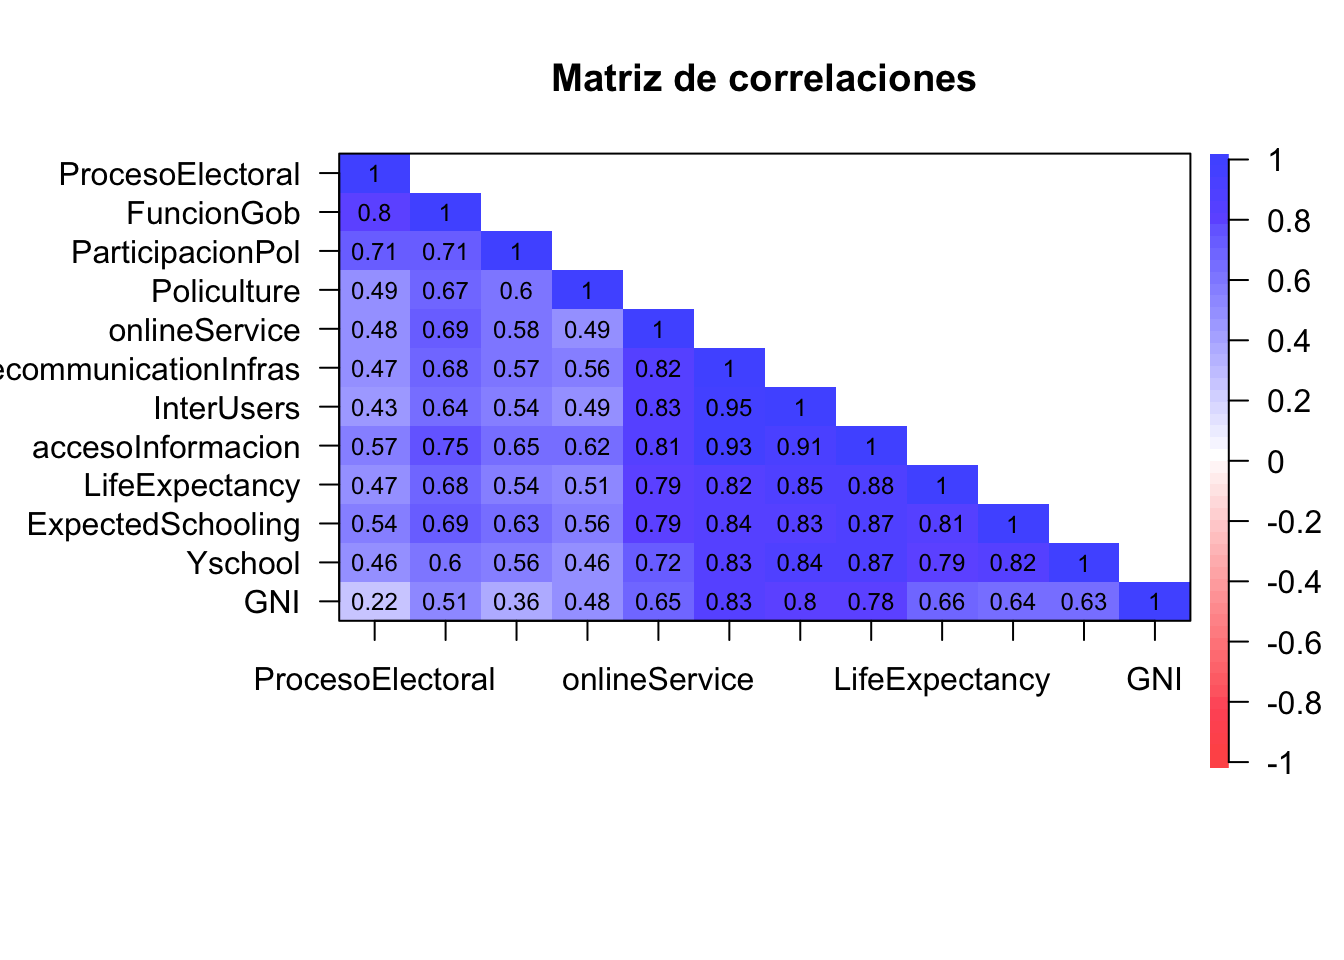 Matriz de correlaciones
ProcesoElectoral 1
FuncionGob 0.8 1
ParticipacionPol 0.71 0.71 1
Policulture 0.49 0.67 0.6 1
onlineService 0.48 0.69 0.58 0.49 1
ecommunicationInfras 0.47 0.68 0.57 0.56 0.82 1
InterUsers 0.43 0.64 0.54 0.49 0.83 0.95 1
accesoInformacion 0.57 0.75 0.65 0.62 0.81 0.93 0.91 1
LifeExpectancy 0.47 0.68 0.54 0.51 0.79 0.82 0.85 0.88 1
ExpectedSchooling 0.54 0.69 0.63 0.56 0.79 0.84 0.83 0.87 0.81 1
Yschool 0.46 0.6 0.56 0.46 0.72 0.83 0.84 0.87 0.79 0.82 1
GNI 0.22 0.51 0.36 0.48 0.65 0.83 0.8 0.78 0.66 0.64 0.63 1
ProcesoElectoral onlineService LifeExpectancy GNI
1
0.8
0.6
0.4
0.2
0
-0.2
-0.4
-0.6
-0.8
-1